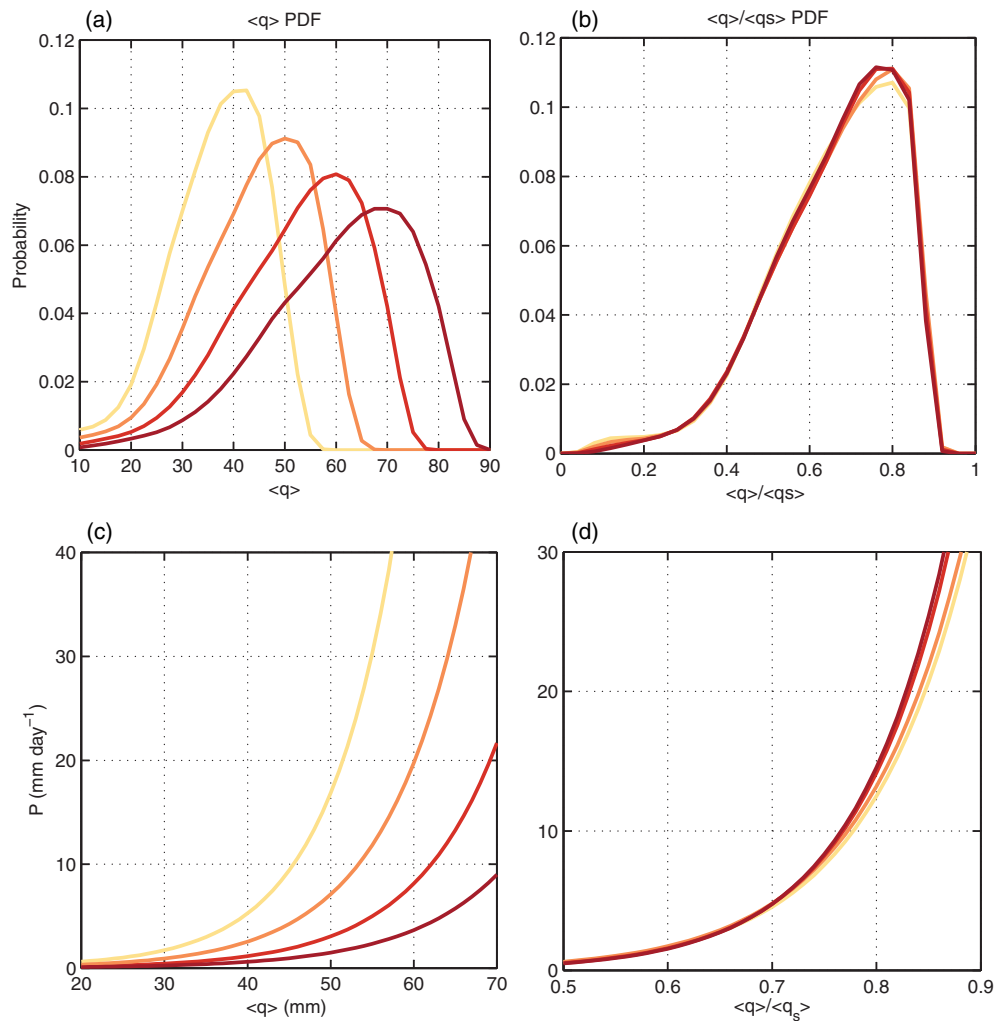 (a)
<q> PDF
0.12
0.1
0.08
0.06
0.04
0.02
0
Probability
10 20 30 40 50 60 70 80 90
<q>
(b)
<q>/<qs> PDF
0.12
0.1
0.08
0.06
0.04
0.02
0
0 0.2 0.4 0.6 0.8 1
<q>/<qs>
(c)
40
30
20
10
0
P (mm day⁻¹)
20 30 40 50 60 70
<q> (mm)
(d)
30
20
10
0
0.5 0.6 0.7 0.8 0.9
<q>/<qₛ>